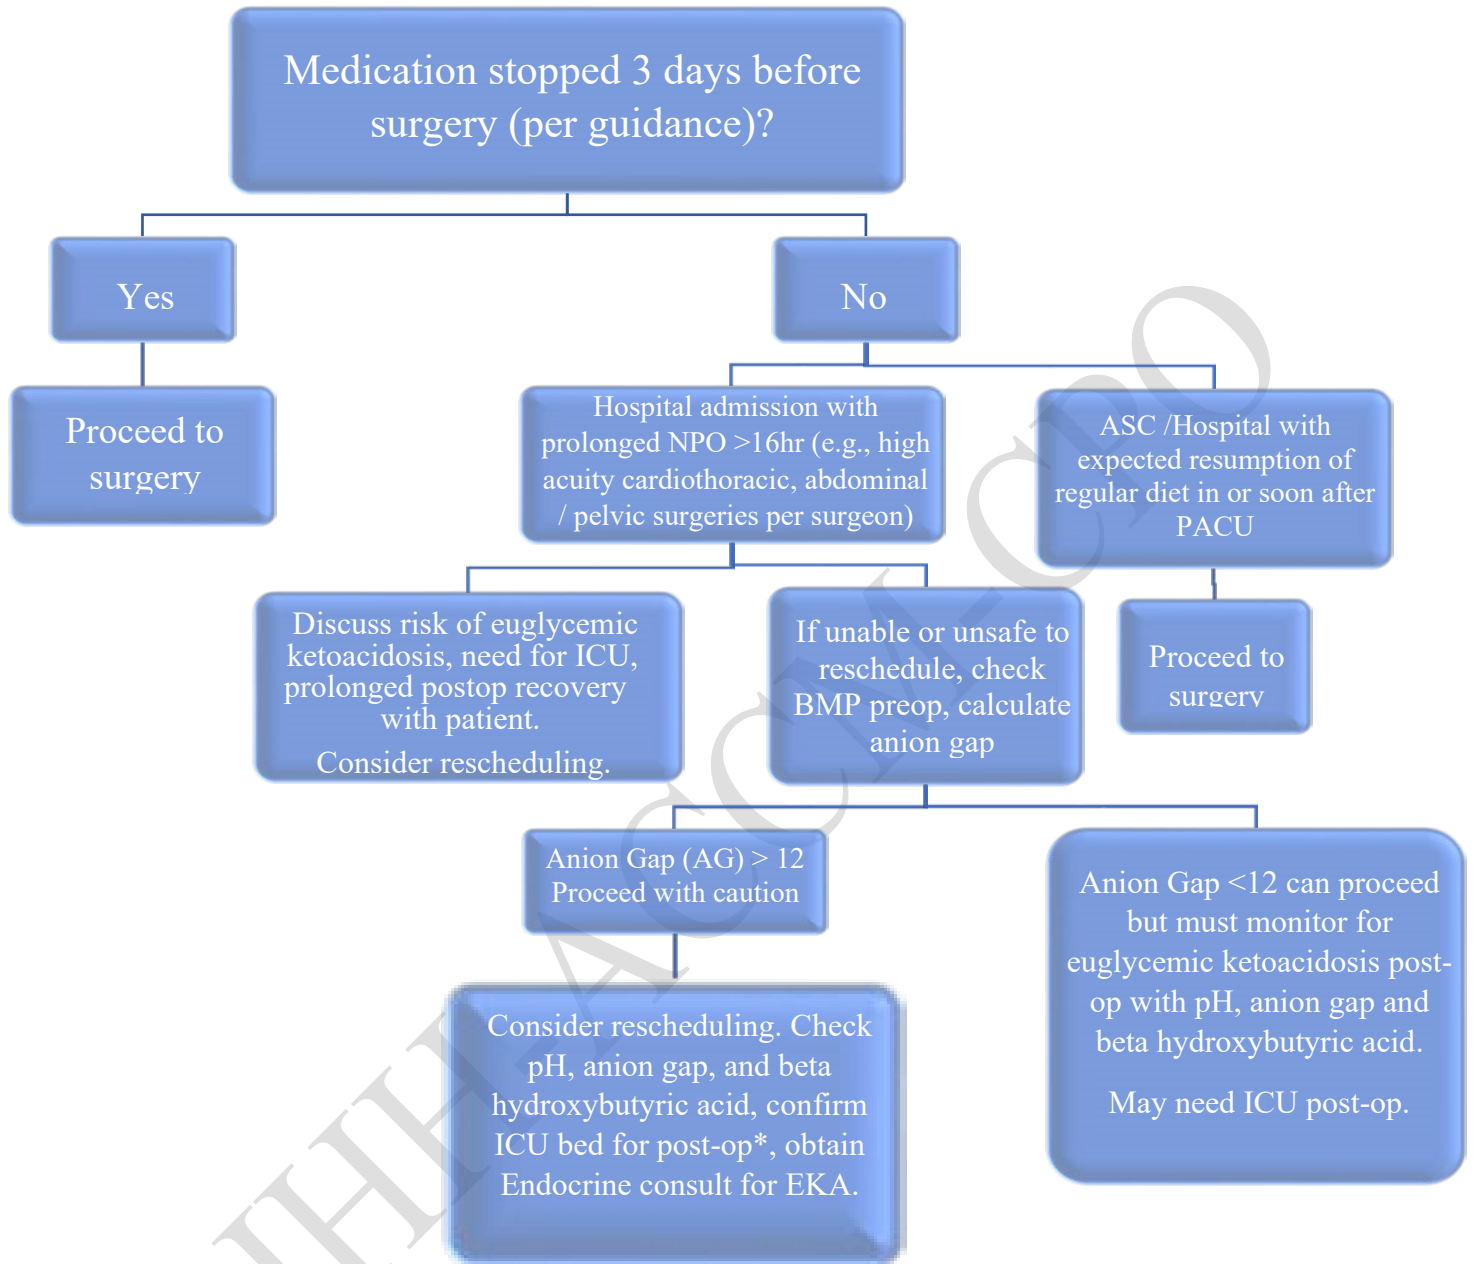 Medication stopped 3 days before
surgery (per guidance)?
Yes
No
Proceed to
surgery
Hospital admission with
prolonged NPO >16hr (e.g., high
acuity cardiothoracic, abdominal
/ pelvic surgeries per surgeon)
ASC /Hospital with
expected resumption of
regular diet in or soon after
PACU
Discuss risk of euglycemic
ketoacidosis, need for ICU,
prolonged postop recovery
with patient.
Consider rescheduling.
If unable or unsafe to
reschedule, check
BMP preop, calculate
anion gap
Proceed to
surgery
Anion Gap (AG) > 12
Proceed with caution
Anion Gap <12 can proceed
but must monitor for
euglycemic ketoacidosis post-
op with pH, anion gap and
beta hydroxybutyric acid.
May need ICU post-op.
Consider rescheduling. Check
pH, anion gap, and beta
hydroxybutyric acid, confirm
ICU bed for post-op*, obtain
Endocrine consult for EKA.
HH-ACCM-CPO